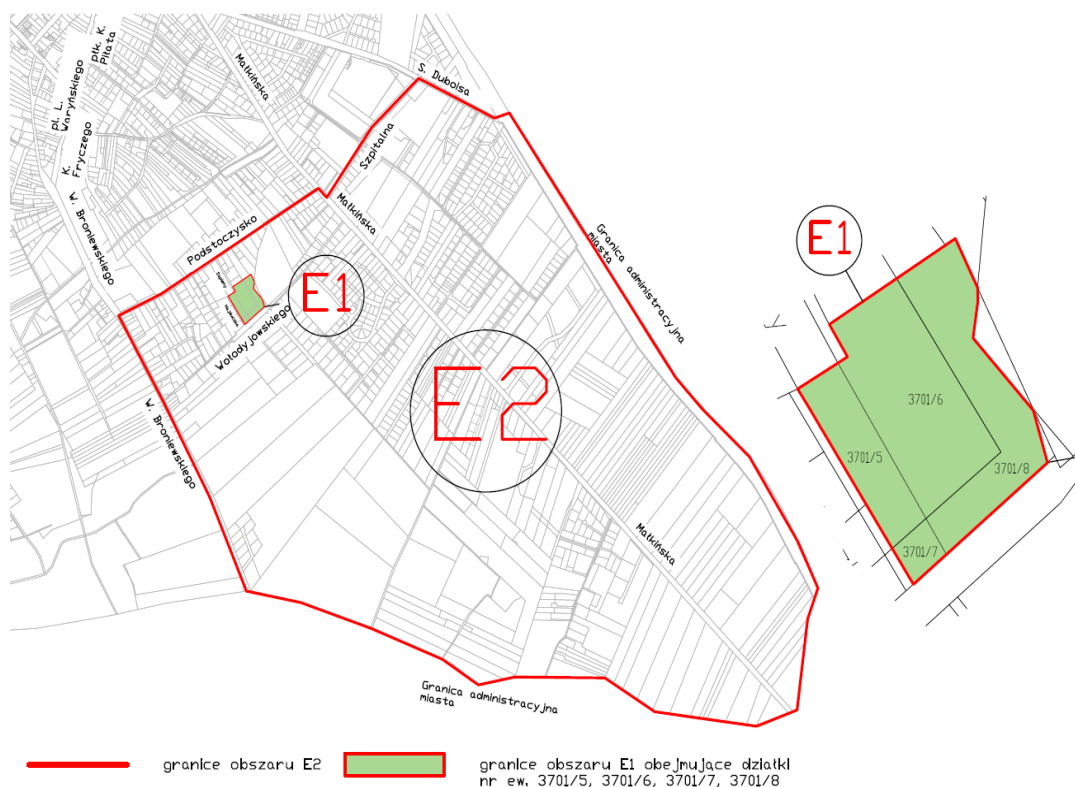 płk. K.
Piłata
pl. L.
Waryńskiego
K.
Fryczego
W. Broniewskiego
Małkińska
S. Duboisa
Szpitalna
Małkińska
Podstoczysko
Granica administracyjna
miasta
E1
E1
Wołodyjowskiego
E2
W. Broniewskiego
Małkińska
3701/6
3701/5
3701/8
3701/7
Granica administracyjna
miasta
granice obszaru E2
granice obszaru E1 obejmujące działki
nr ew. 3701/5, 3701/6, 3701/7, 3701/8